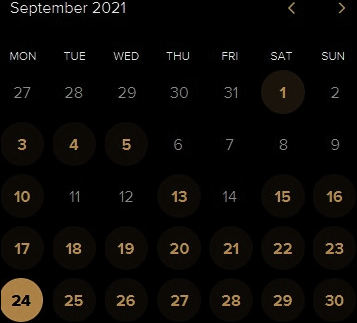 September 2021
MON TUE WED THU FRI SAT SUN
27 28 29 30 31 1 2
3 4 5 6 7 8 9
10 11 12 13 14 15 16
17 18 19 20 21 22 23
24 25 26 27 28 29 30